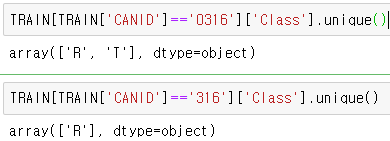 TRAIN[TRAIN['CANID']=='0316']['Class'].unique()
array(['R', 'T'], dtype=object)
TRAIN[TRAIN['CANID']=='316']['Class'].unique()
array(['R'], dtype=object)